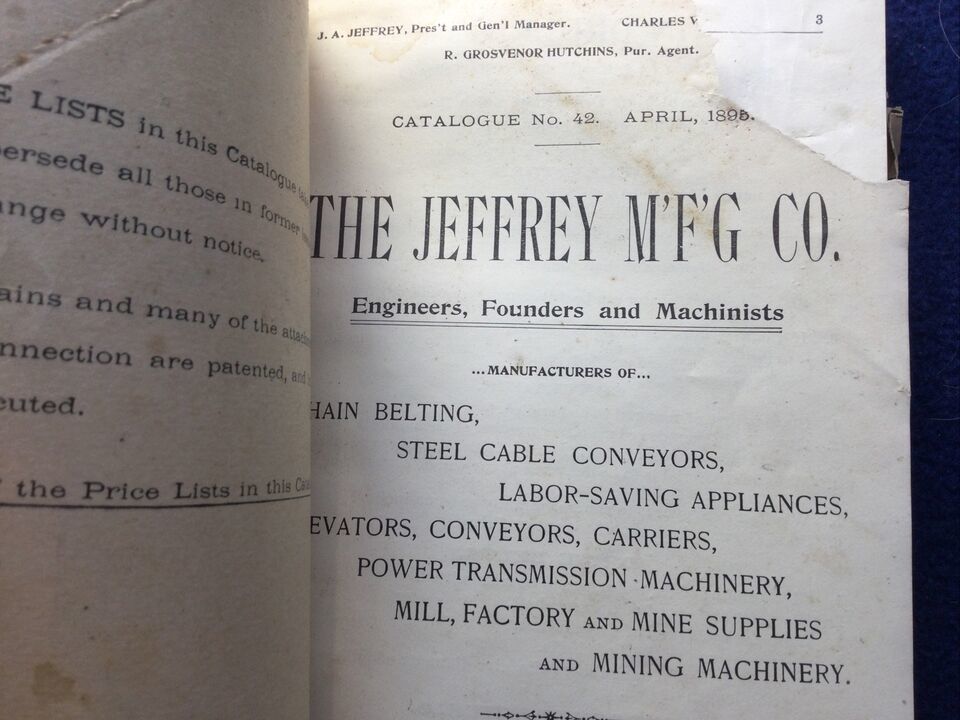 E LISTS in this Catalogue
persede all those in former
ange without notice.
ains and many of the
nnection are patented, and
cuted.
the Price Lists in this
3
J. A. JEFFREY, Pres't and Gen'l Manager. CHARLES
R. GROSVENOR HUTCHINS, Pur. Agent.
CATALOGUE No. 42. APRIL, 1895.
THE JEFFREY M'F'G CO.
Engineers, Founders and Machinists
...MANUFACTURERS OF...
HAIN BELTING,
STEEL CABLE CONVEYORS,
LABOR-SAVING APPLIANCES,
EVATORS, CONVEYORS, CARRIERS,
POWER TRANSMISSION MACHINERY,
MILL, FACTORY AND MINE SUPPLIES
AND MINING MACHINERY.